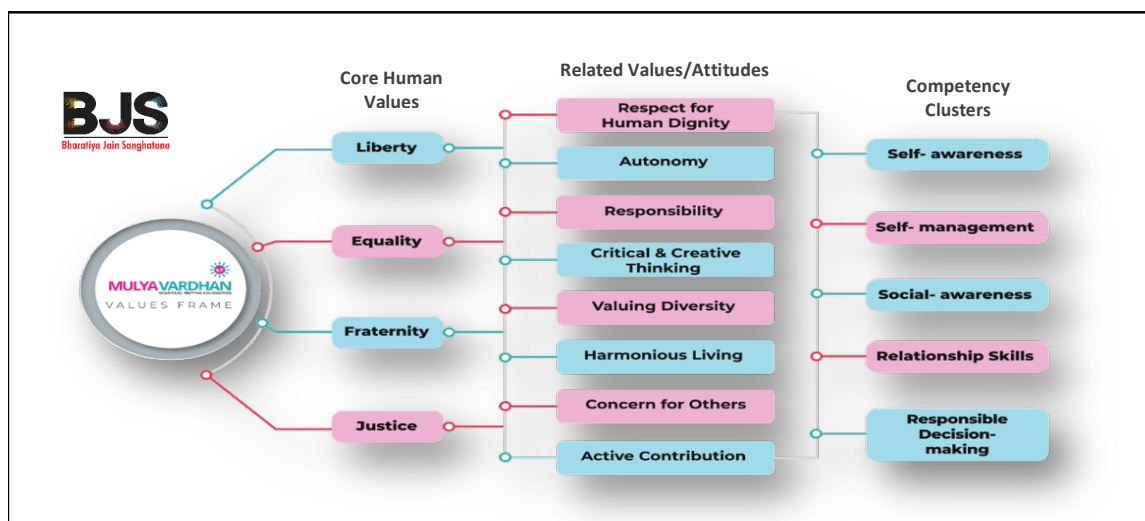 BJS
Bharatiya Jain Sanghatana
MULYAVARDHAN
VALUES FRAME
Core Human
Values
Liberty
Equality
Fraternity
Justice
Related Values/Attitudes
Respect for
Human Dignity
Autonomy
Responsibility
Critical & Creative
Thinking
Valuing Diversity
Harmonious Living
Concern for Others
Active Contribution
Competency
Clusters
Self- awareness
Self- management
Social- awareness
Relationship Skills
Responsible
Decision-
making